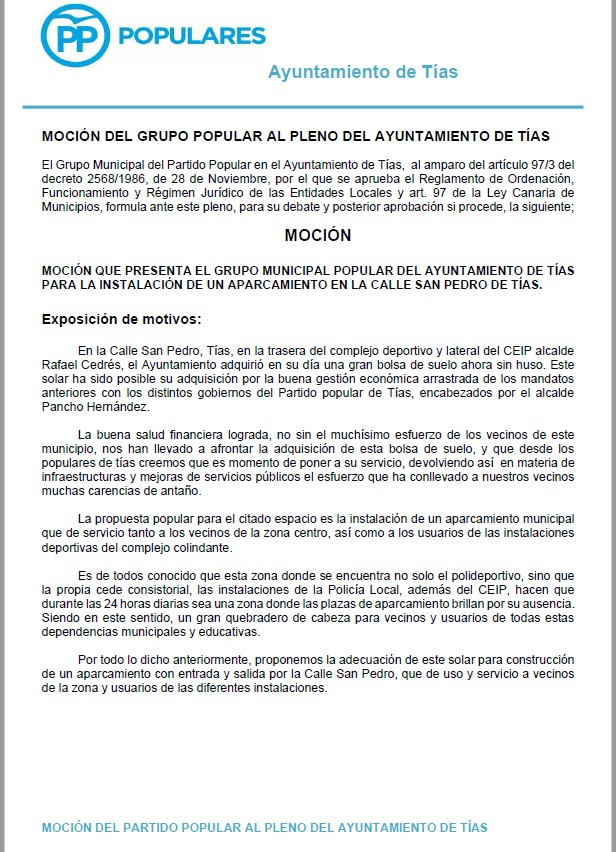 PP POPULARES
Ayuntamiento de Tías
MOCIÓN DEL GRUPO POPULAR AL PLENO DEL AYUNTAMIENTO DE TÍAS
El Grupo Municipal del Partido Popular en el Ayuntamiento de Tías, al amparo del artículo 97/3 del
decreto 2568/1986, de 28 de Noviembre, por el que se aprueba el Reglamento de Ordenación,
Funcionamiento y Régimen Jurídico de las Entidades Locales y art. 97 de la Ley Canaria de
Municipios, formula ante este pleno, para su debate y posterior aprobación si procede, la siguiente;
MOCIÓN
MOCIÓN QUE PRESENTA EL GRUPO MUNICIPAL POPULAR DEL AYUNTAMIENTO DE TÍAS
PARA LA INSTALACIÓN DE UN APARCAMIENTO EN LA CALLE SAN PEDRO DE TÍAS.
Exposición de motivos:
En la Calle San Pedro, Tías, en la trasera del complejo deportivo y lateral del CEIP alcalde
Rafael Cedrés, el Ayuntamiento adquirió en su día una gran bolsa de suelo ahora sin huso. Este
solar ha sido posible su adquisición por la buena gestión económica arrastrada de los mandatos
anteriores con los distintos gobiernos del Partido popular de Tías, encabezados por el alcalde
Pancho Hernández.
La buena salud financiera lograda, no sin el muchísimo esfuerzo de los vecinos de este
municipio, nos han llevado a afrontar la adquisición de esta bolsa de suelo, y que desde los
populares de tías creemos que es momento de poner a su servicio, devolviendo así en materia de
infraestructuras y mejoras de servicios públicos el esfuerzo que ha conllevado a nuestros vecinos
muchas carencias de antaño.
La propuesta popular para el citado espacio es la instalación de un aparcamiento municipal
que de servicio tanto a los vecinos de la zona centro, así como a los usuarios de las instalaciones
deportivas del complejo colindante.
Es de todos conocido que esta zona donde se encuentra no solo el polideportivo, sino que
la propia cede consistorial, las instalaciones de la Policía Local, además del CEIP, hacen que
durante las 24 horas diarias sea una zona donde las plazas de aparcamiento brillan por su ausencia.
Siendo en este sentido, un gran quebradero de cabeza para vecinos y usuarios de todas estas
dependencias municipales y educativas.
Por todo lo dicho anteriormente, proponemos la adecuación de este solar para construcción
de un aparcamiento con entrada y salida por la Calle San Pedro, que de uso y servicio a vecinos
de la zona y usuarios de las diferentes instalaciones.
MOCIÓN DEL PARTIDO POPULAR AL PLENO DEL AYUNTAMIENTO DE TÍAS